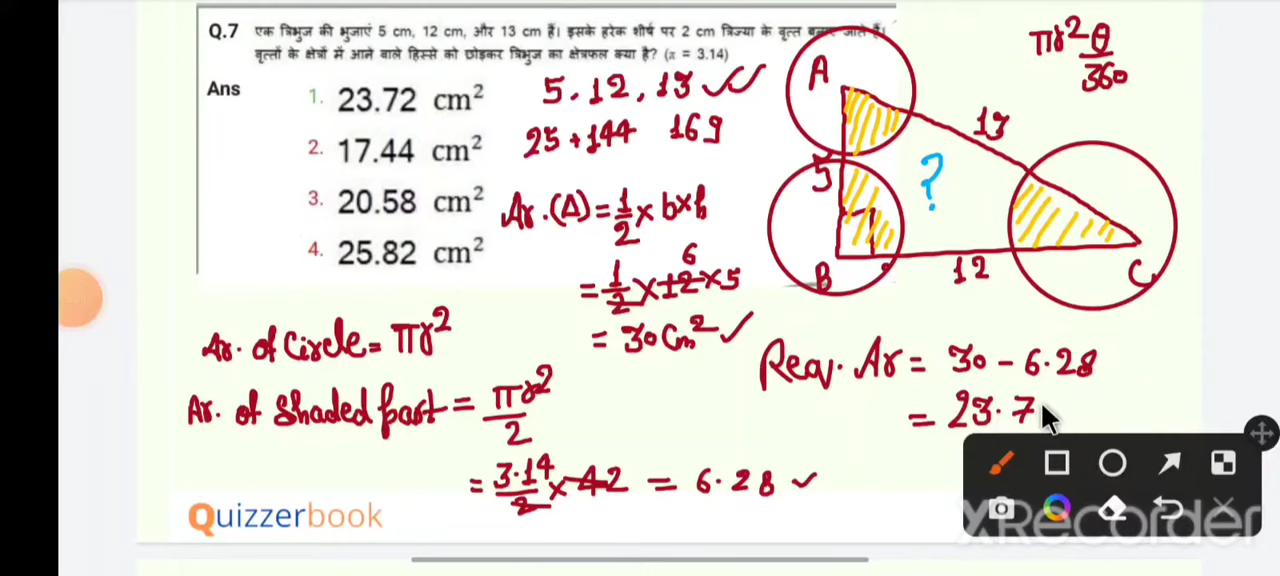 Q.7 एक त्रिभुज की भुजाएं 5 cm, 12 cm, और 13 cm हैं। इसके हरेक शीर्ष पर 2 cm त्रिज्या के वृत्त बनाए जाते हैं।
वृत्तों के क्षेत्रों में आने वाले हिस्से को छोड़कर त्रिभुज का क्षेत्रफल क्या है? (π = 3.14)
Ans
1. 23.72 cm²
2. 17.44 cm²
3. 20.58 cm²
4. 25.82 cm²
5, 12, 13 ✓✓
25 + 144 169
Ar. (Δ) = 1/2 × b × h
= 1/2 × 12 × 5
6
= 30 cm² ✓
πr² θ/360
A
13
5
?
B
12
C
Ar. of Circle = πr²
Ar. of Shaded part = πr²/2
= 3.14/2 × 4 2 = 6.28 ✓
Req. Ar = 30 - 6.28
= 23.7
Quizzerbook
XRecorder